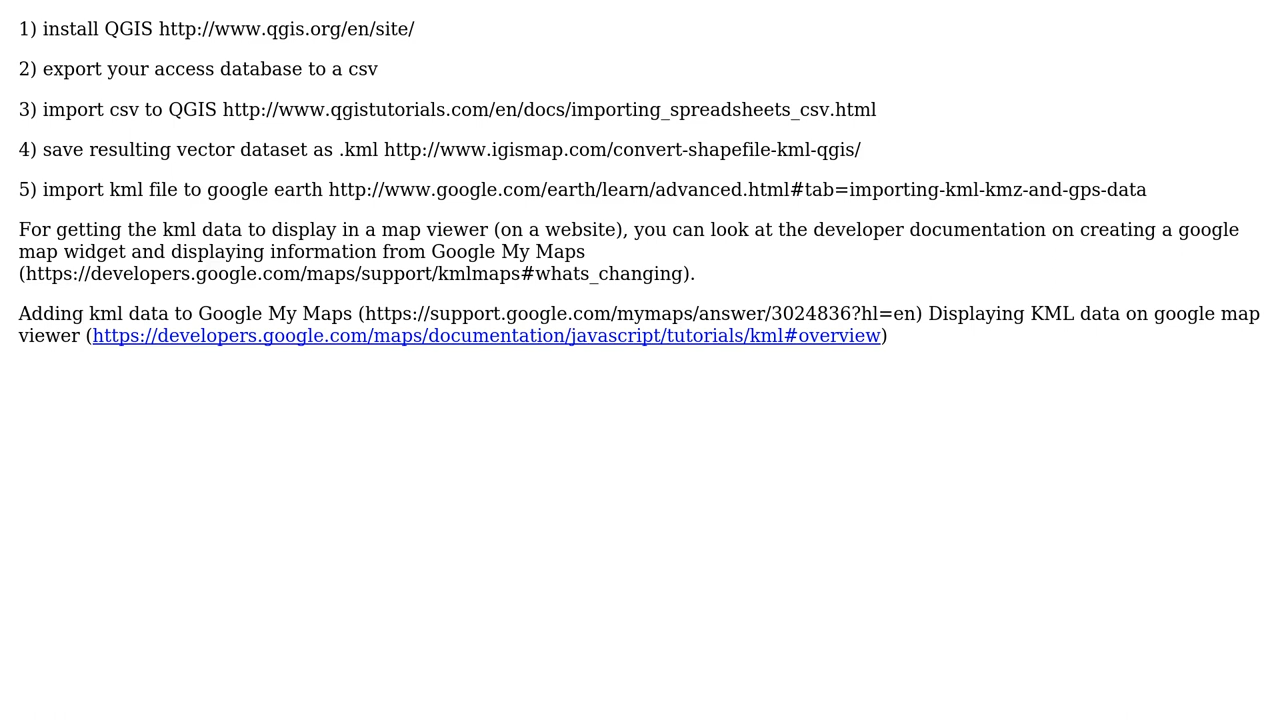 1) install QGIS http://www.qgis.org/en/site/
2) export your access database to a csv
3) import csv to QGIS http://www.qgistutorials.com/en/docs/importing_spreadsheets_csv.html
4) save resulting vector dataset as .kml http://www.igismap.com/convert-shapefile-kml-qgis/
5) import kml file to google earth http://www.google.com/earth/learn/advanced.html#tab=importing-kml-kmz-and-gps-data
For getting the kml data to display in a map viewer (on a website), you can look at the developer documentation on creating a google
map widget and displaying information from Google My Maps
(https://developers.google.com/maps/support/kmlmaps#whats_changing).
Adding kml data to Google My Maps (https://support.google.com/mymaps/answer/3024836?hl=en) Displaying KML data on google map
viewer (https://developers.google.com/maps/documentation/javascript/tutorials/kml#overview)